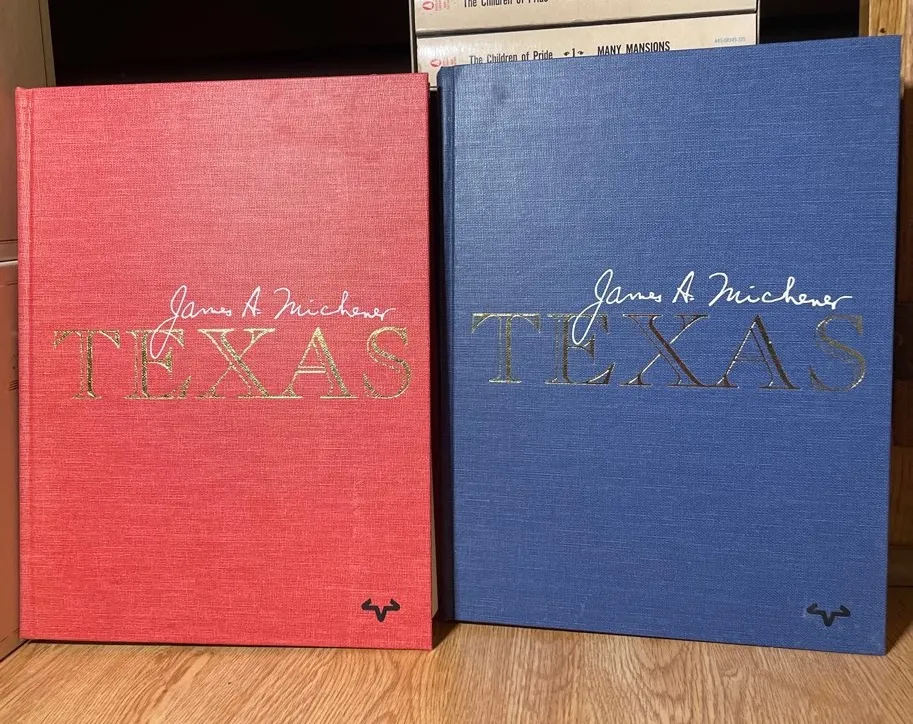 The Children of Pride
The Children of Pride 1 MANY MANSIONS
James A. Michener
TEXAS
James A. Michener
TEXAS